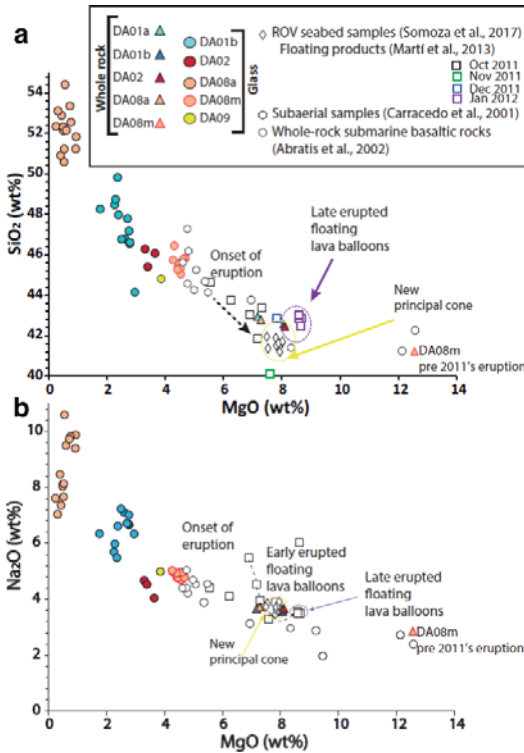 a
Whole rock
DA01a
DA01b
DA02
DA08a
DA08m
DA01b
DA02
DA08a
DA08m
DA09
Glass
ROV seabed samples (Somoza et al., 2017)
Floating products (Martí et al., 2013)
Oct 2011
Nov 2011
Dec 2011
Jan 2012
Subaerial samples (Carracedo et al., 2001)
Whole-rock submarine basaltic rocks
(Abratis et al., 2002)
SiO2 (wt%)
54
52
50
48
46
44
42
40
Onset of
eruption
Late erupted
floating
lava balloons
New
principal cone
DA08m
pre 2011's eruption
0 2 4 6 8 10 12 14
MgO (wt%)
b
Na2O (wt%)
10
8
6
4
2
0
Onset of
eruption
Early erupted
floating
lava balloons
Late erupted
floating
lava balloons
New
principal cone
DA08m
pre 2011's eruption
0 2 4 6 8 10 12 14
MgO (wt%)